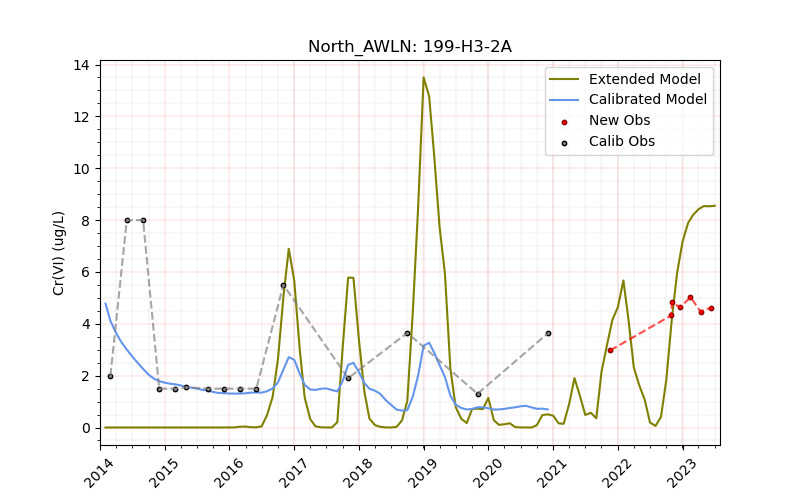 North_AWLN: 199-H3-2A
Extended Model
Calibrated Model
New Obs
Calib Obs
Cr(VI) (ug/L)
14
12
10
8
6
4
2
0
2014 2015 2016 2017 2018 2019 2020 2021 2022 2023